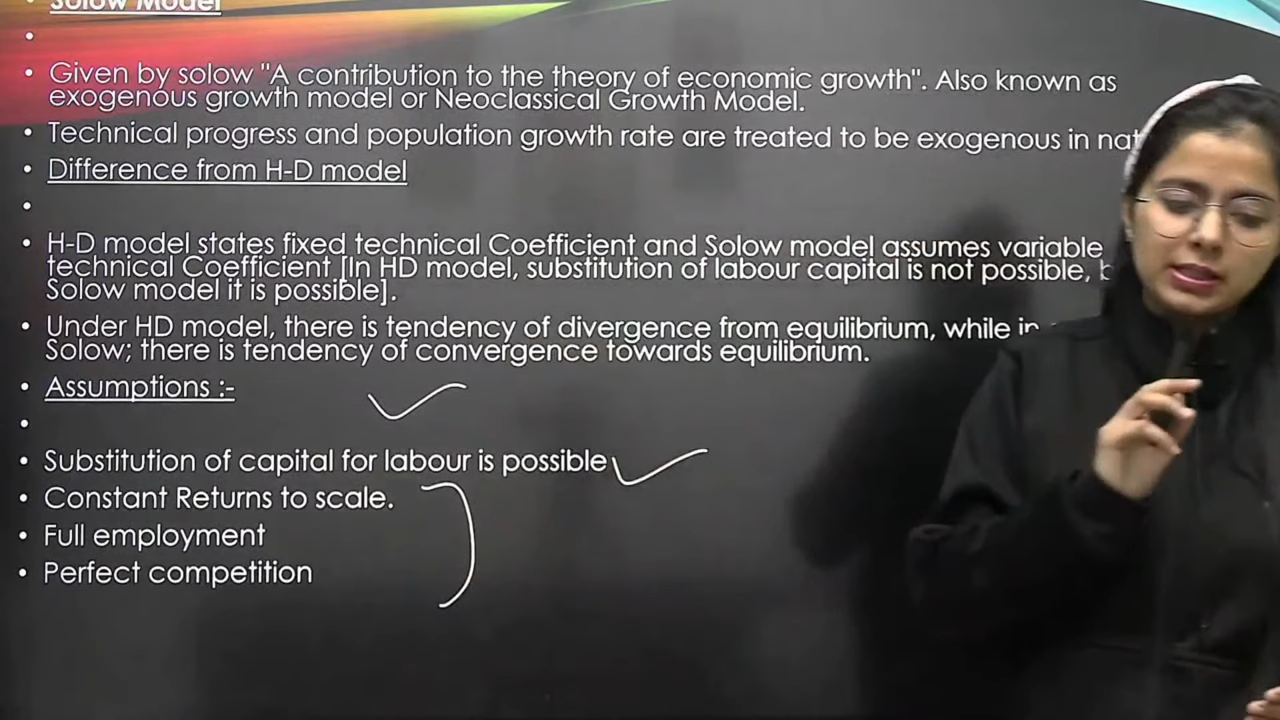 Solow Model
• Given by solow "A contribution to the theory of economic growth". Also known as
exogenous growth model or Neoclassical Growth Model.
• Technical progress and population growth rate are treated to be exogenous in
• Difference from H-D model
• H-D model states fixed technical Coefficient and Solow model assumes variable
technical Coefficient [In HD model, substitution of labour capital is not possible,
Solow model it is possible].
• Under HD model, there is tendency of divergence from equilibrium, while in
Solow; there is tendency of convergence towards equilibrium.
• Assumptions :-
• Substitution of capital for labour is possible
• Constant Returns to scale.
• Full employment
• Perfect competition